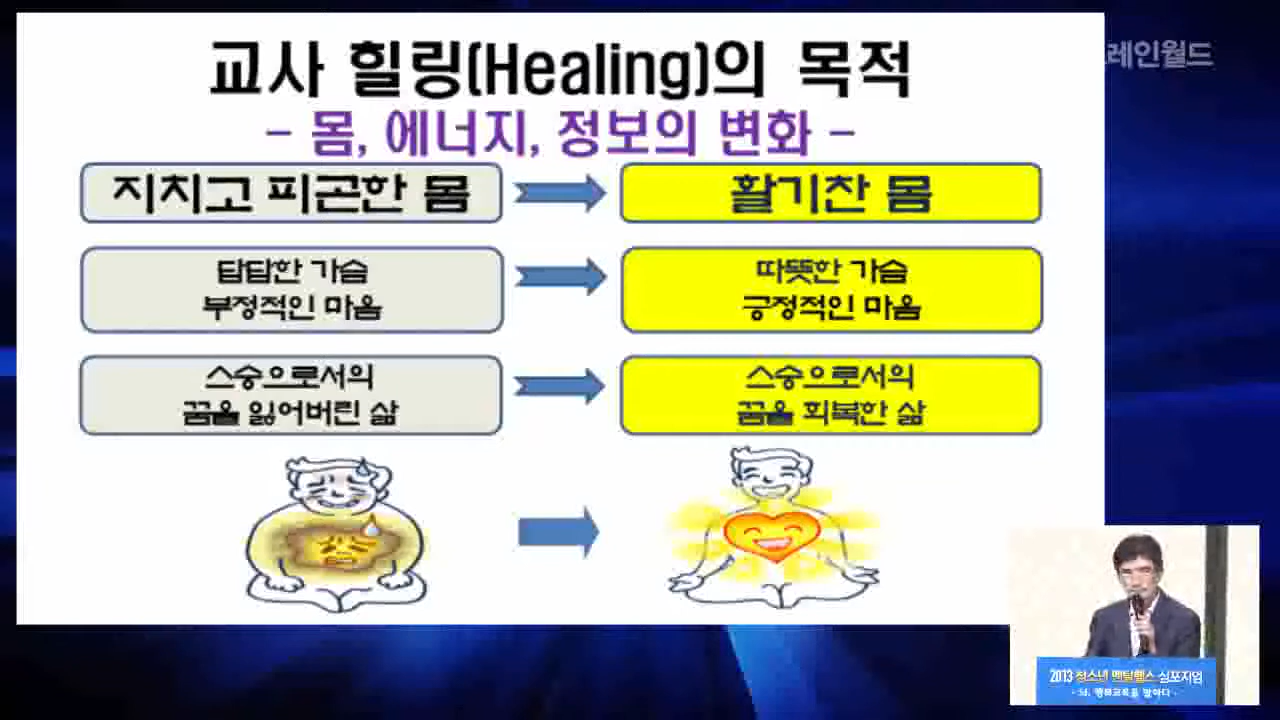 교사 힐링(Healing)의 목적
레인월드
- 몸, 에너지, 정보의 변화 -
지치고 피곤한 몸
활기찬 몸
답답한 가슴
부정적인 마음
따뜻한 가슴
긍정적인 마음
스승으로서의
꿈을 잃어버린 삶
스승으로서의
꿈을 회복한 삶
2013 청소년 멘탈헬스 심포지엄